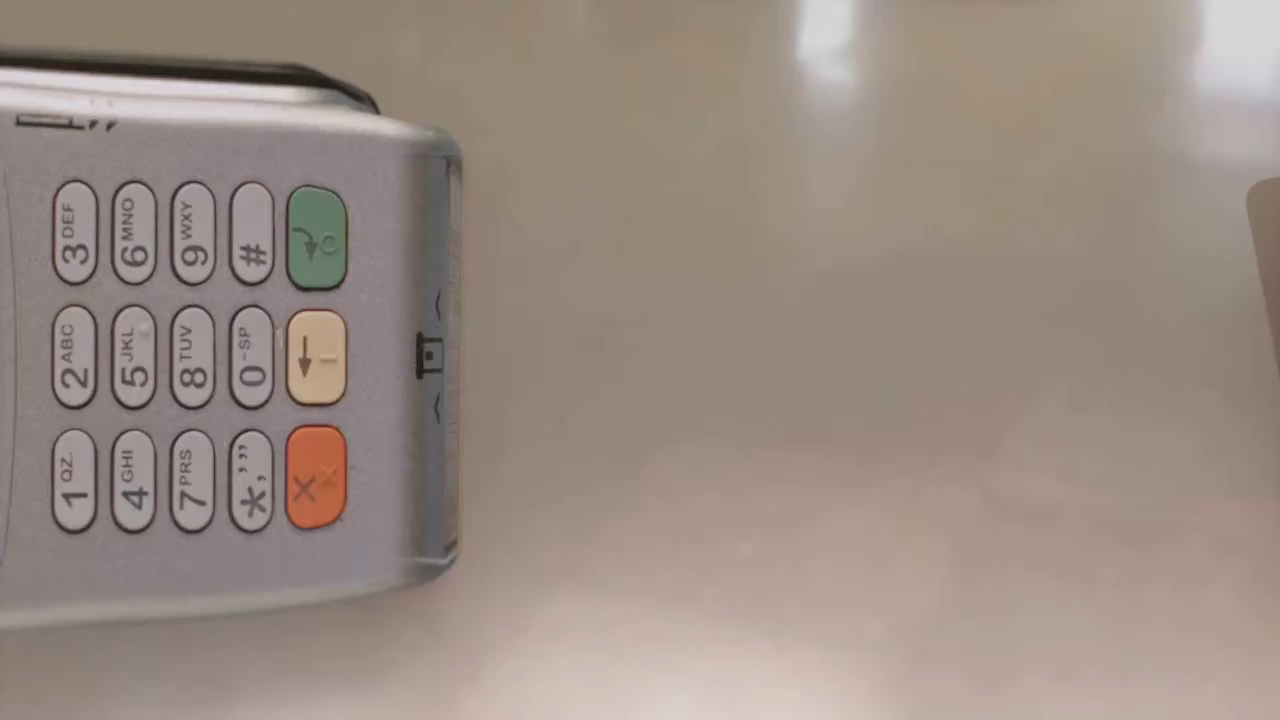 1 QZ. 2 ABC 3 DEF
4 GHI 5 JKL 6 MNO
7 PRS 8 TUV 9 WXY
*,'" 0 -SP #
X ← O